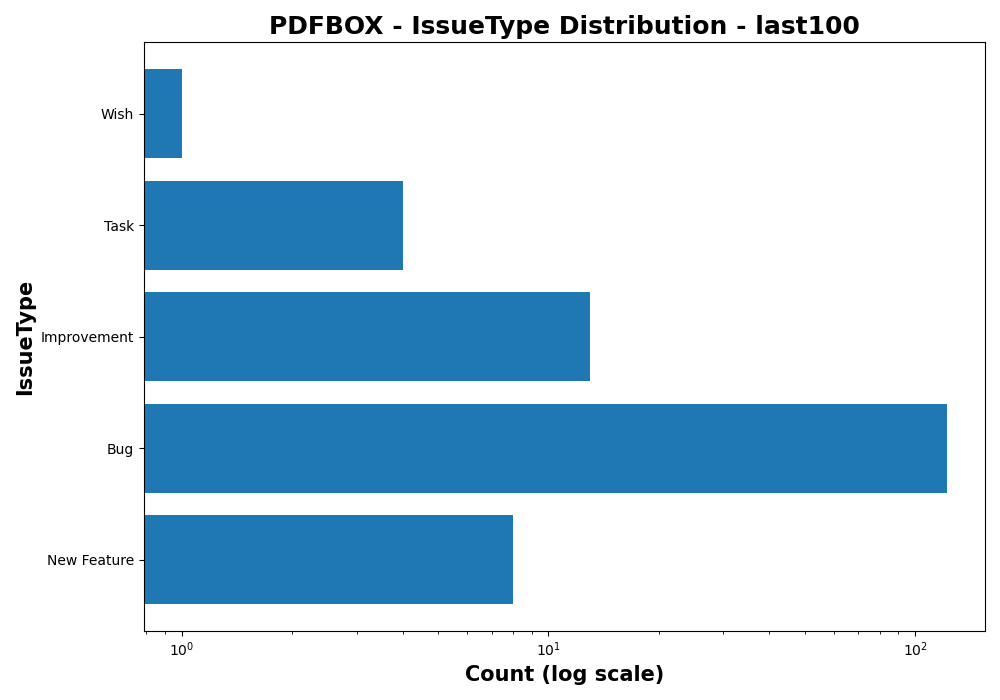 PDFBOX - IssueType Distribution - last100
IssueType
Wish
Task
Improvement
Bug
New Feature
10⁰ 10¹ 10²
Count (log scale)